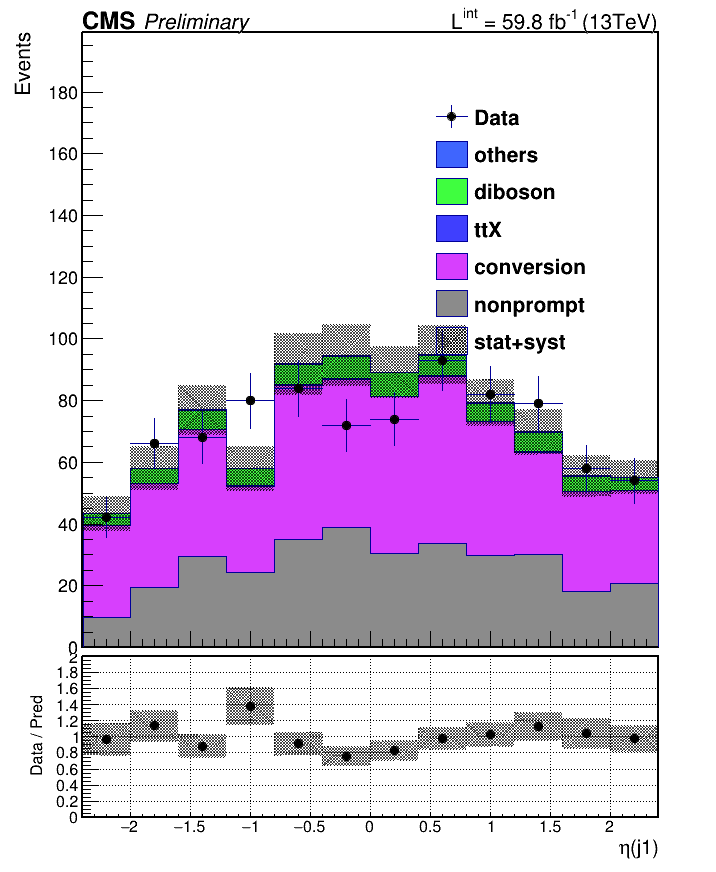 CMS Preliminary L^int = 59.8 fb^-1 (13TeV)
Events
180
160
140
120
100
80
60
40
20
0
Data
others
diboson
ttX
conversion
nonprompt
stat+syst
Data / Pred
2
1.8
1.6
1.4
1.2
1
0.8
0.6
0.4
0.2
0
−2 −1.5 −1 −0.5 0 0.5 1 1.5 2
η(j1)